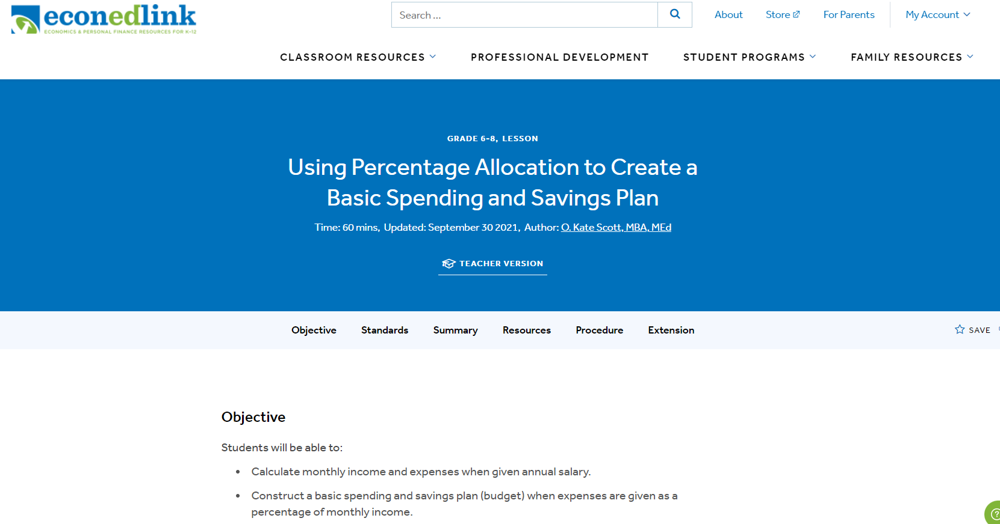 econedlink
ECONOMICS & PERSONAL FINANCE RESOURCES FOR K-12
Search ...
About
Store
For Parents
My Account
CLASSROOM RESOURCES
PROFESSIONAL DEVELOPMENT
STUDENT PROGRAMS
FAMILY RESOURCES
GRADE 6-8, LESSON
Using Percentage Allocation to Create a
Basic Spending and Savings Plan
Time: 60 mins, Updated: September 30 2021, Author: O. Kate Scott, MBA, MEd
TEACHER VERSION
Objective
Standards
Summary
Resources
Procedure
Extension
SAVE
Objective
Students will be able to:
• Calculate monthly income and expenses when given annual salary.
• Construct a basic spending and savings plan (budget) when expenses are given as a
percentage of monthly income.
?